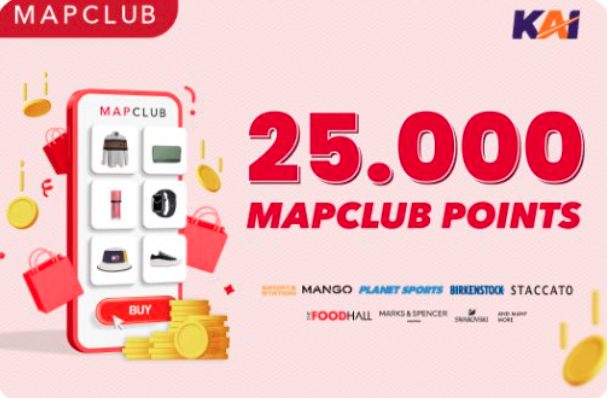 MAPCLUB
KAI
MAPCLUB
BUY
25.000
MAPCLUB POINTS
SPORTS STATION MANGO PLANET SPORTS BIRKENSTOCK STACCATO
THE FOODHALL MARKS & SPENCER SWAROVSKI AND MANY MORE